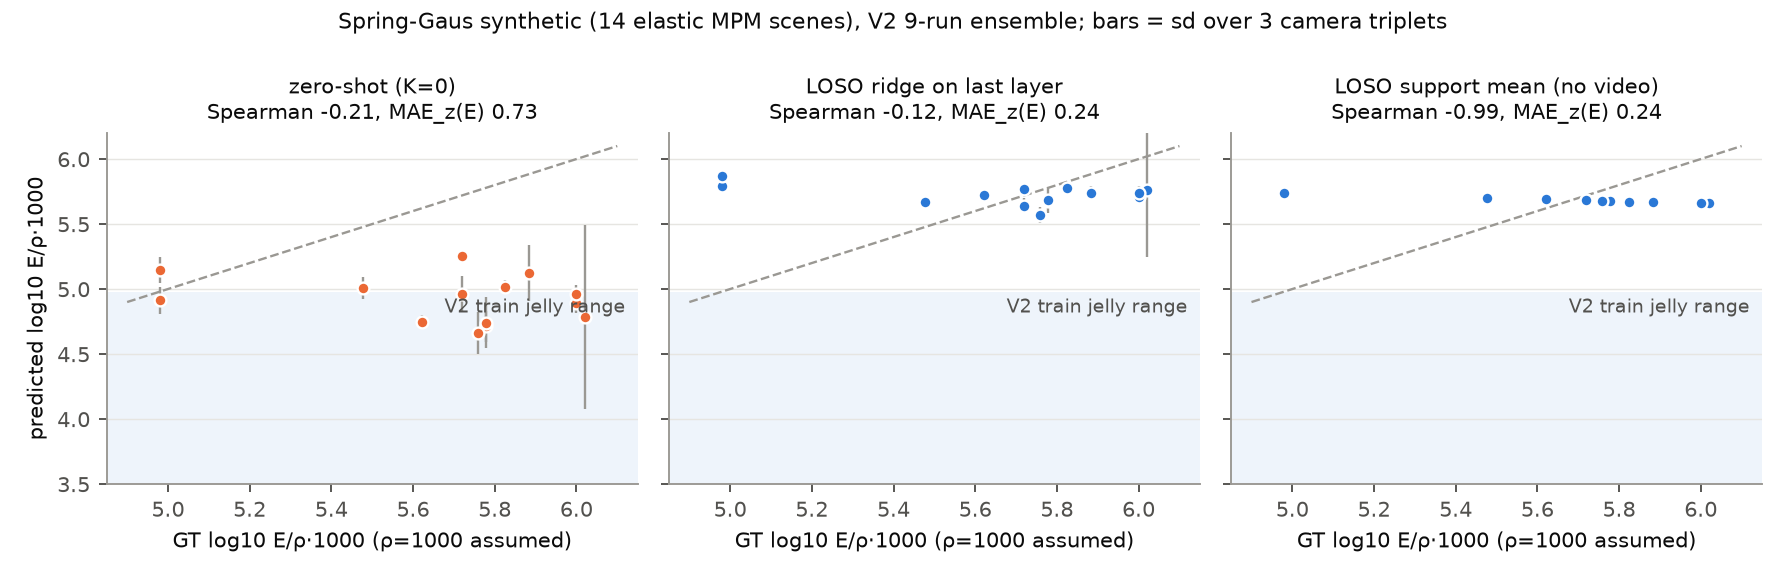 Spring-Gaus synthetic (14 elastic MPM scenes), V2 9-run ensemble; bars = sd over 3 camera triplets
zero-shot (K=0)
Spearman -0.21, MAE_z(E) 0.73
LOSO ridge on last layer
Spearman -0.12, MAE_z(E) 0.24
LOSO support mean (no video)
Spearman -0.99, MAE_z(E) 0.24
predicted log10 E/ρ·1000
6.0
5.5
5.0
4.5
4.0
3.5
V2 train jelly range
V2 train jelly range
V2 train jelly range
5.0 5.2 5.4 5.6 5.8 6.0
5.0 5.2 5.4 5.6 5.8 6.0
5.0 5.2 5.4 5.6 5.8 6.0
GT log10 E/ρ·1000 (ρ=1000 assumed)
GT log10 E/ρ·1000 (ρ=1000 assumed)
GT log10 E/ρ·1000 (ρ=1000 assumed)